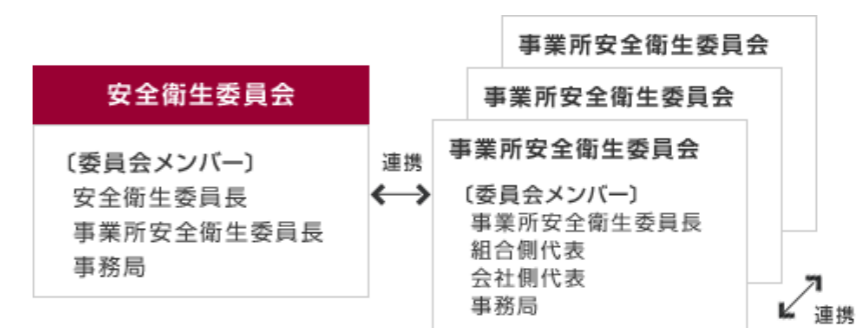 安全衛生委員会
〔委員会メンバー〕
安全衛生委員長
事業所安全衛生委員長
事務局
連携
事業所安全衛生委員会
事業所安全衛生委員会
事業所安全衛生委員会
〔委員会メンバー〕
事業所安全衛生委員長
組合側代表
会社側代表
事務局
連携